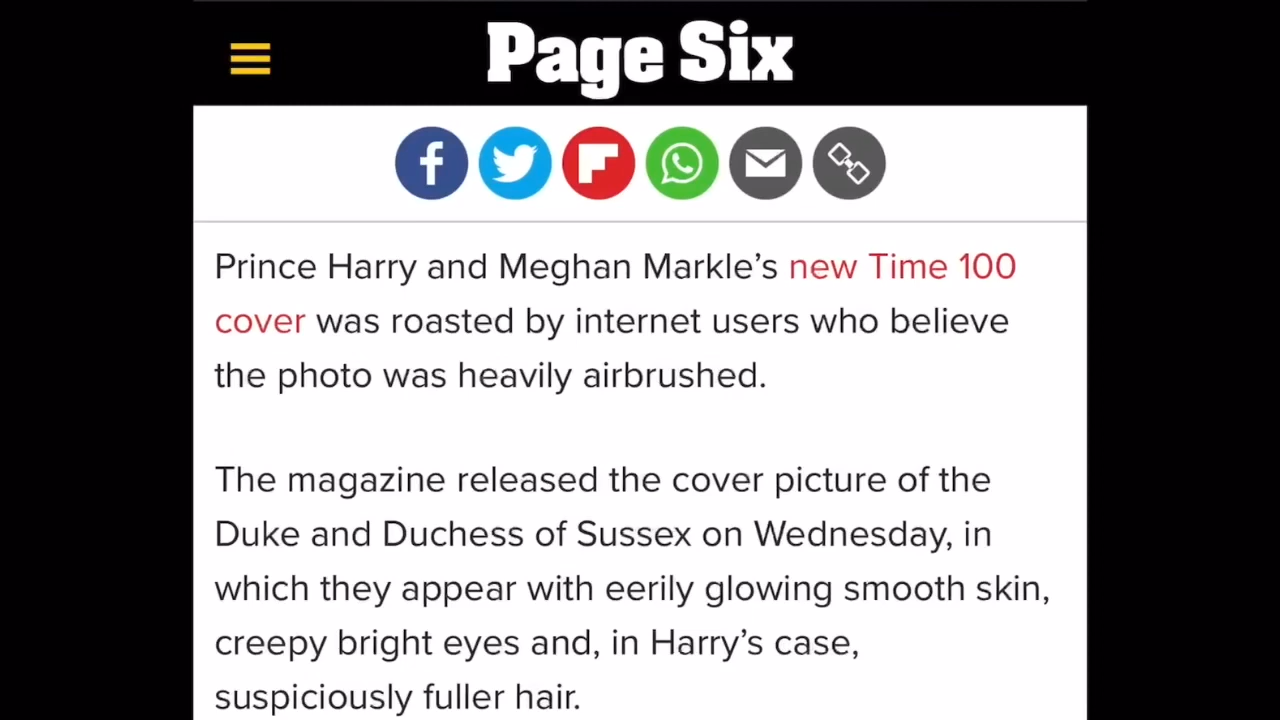 Page Six
Prince Harry and Meghan Markle’s new Time 100
cover was roasted by internet users who believe
the photo was heavily airbrushed.
The magazine released the cover picture of the
Duke and Duchess of Sussex on Wednesday, in
which they appear with eerily glowing smooth skin,
creepy bright eyes and, in Harry’s case,
suspiciously fuller hair.